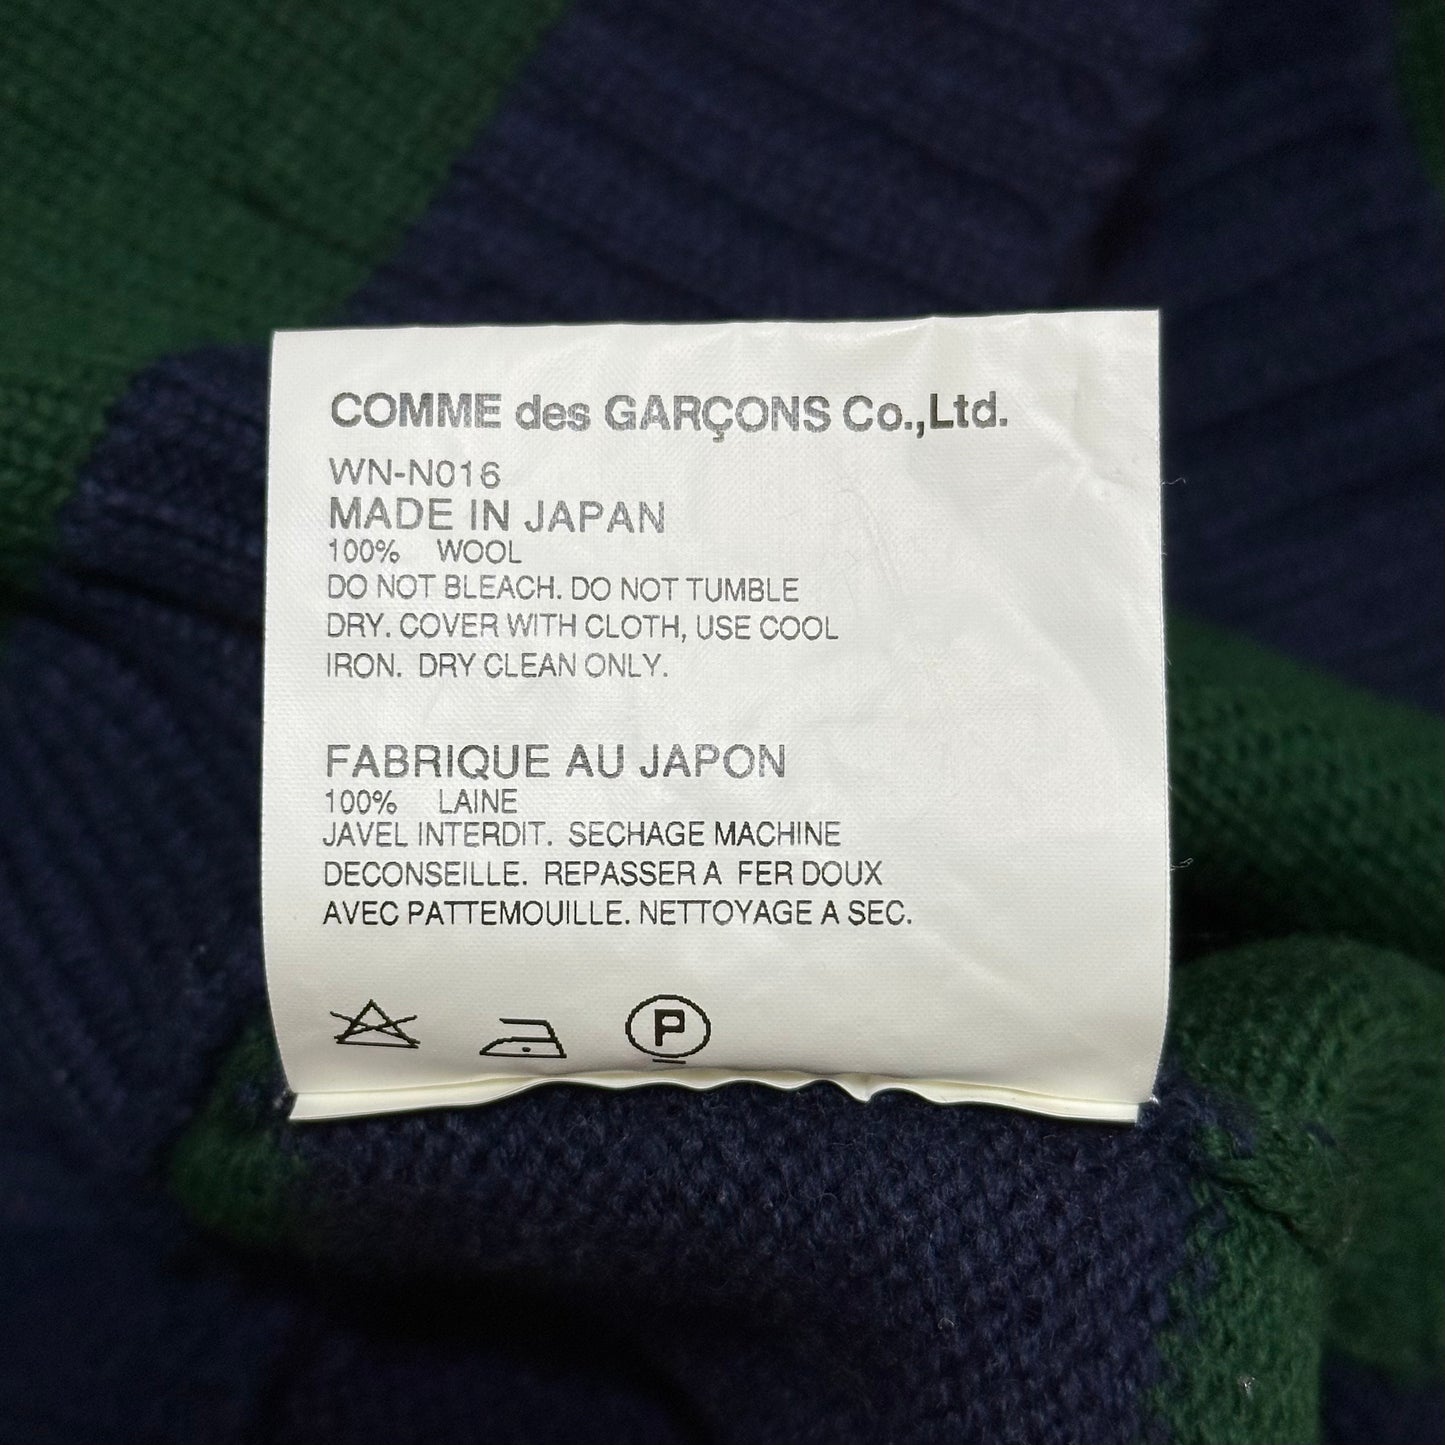 COMME des GARÇONS Co.,Ltd.
WN-N016
MADE IN JAPAN
100% WOOL
DO NOT BLEACH. DO NOT TUMBLE
DRY. COVER WITH CLOTH, USE COOL
IRON. DRY CLEAN ONLY.
FABRIQUE AU JAPON
100% LAINE
JAVEL INTERDIT. SECHAGE MACHINE
DECONSEILLE. REPASSER A FER DOUX
AVEC PATTEMOUILLE. NETTOYAGE A SEC.
P